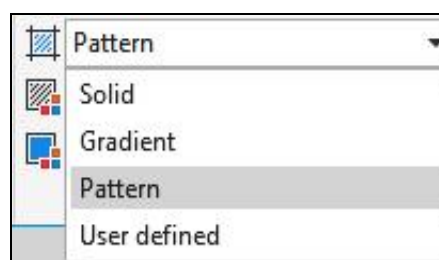 Pattern
Solid
Gradient
Pattern
User defined